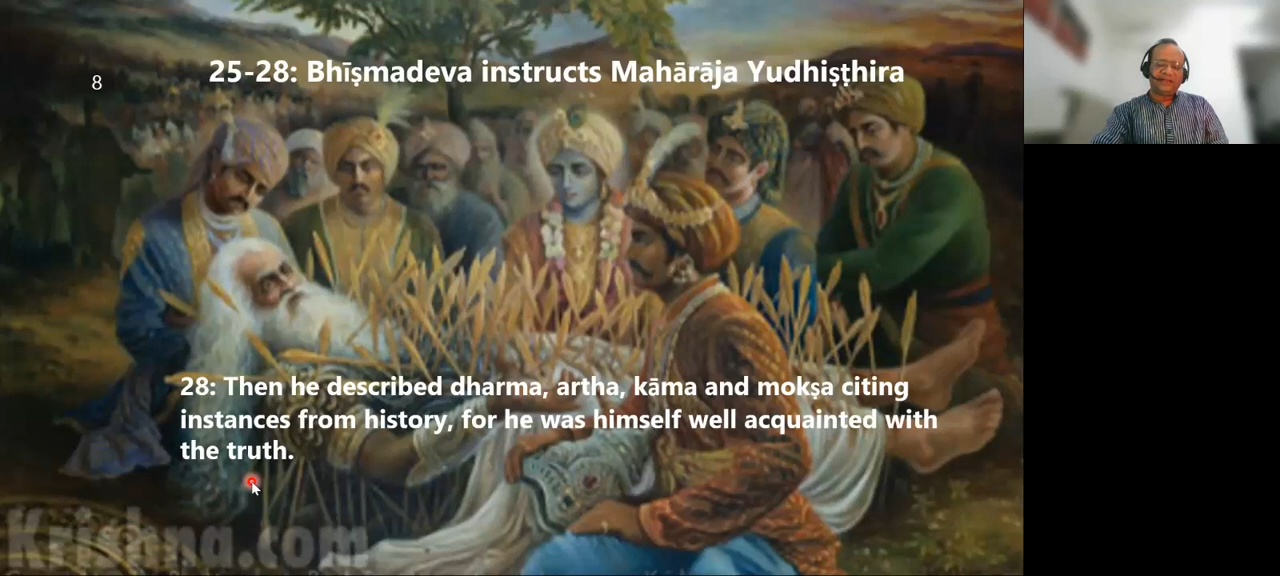 8
25-28: Bhīṣmadeva instructs Mahārāja Yudhiṣṭhira
28: Then he described dharma, artha, kāma and mokṣa citing
instances from history, for he was himself well acquainted with
the truth.
Krishna.com